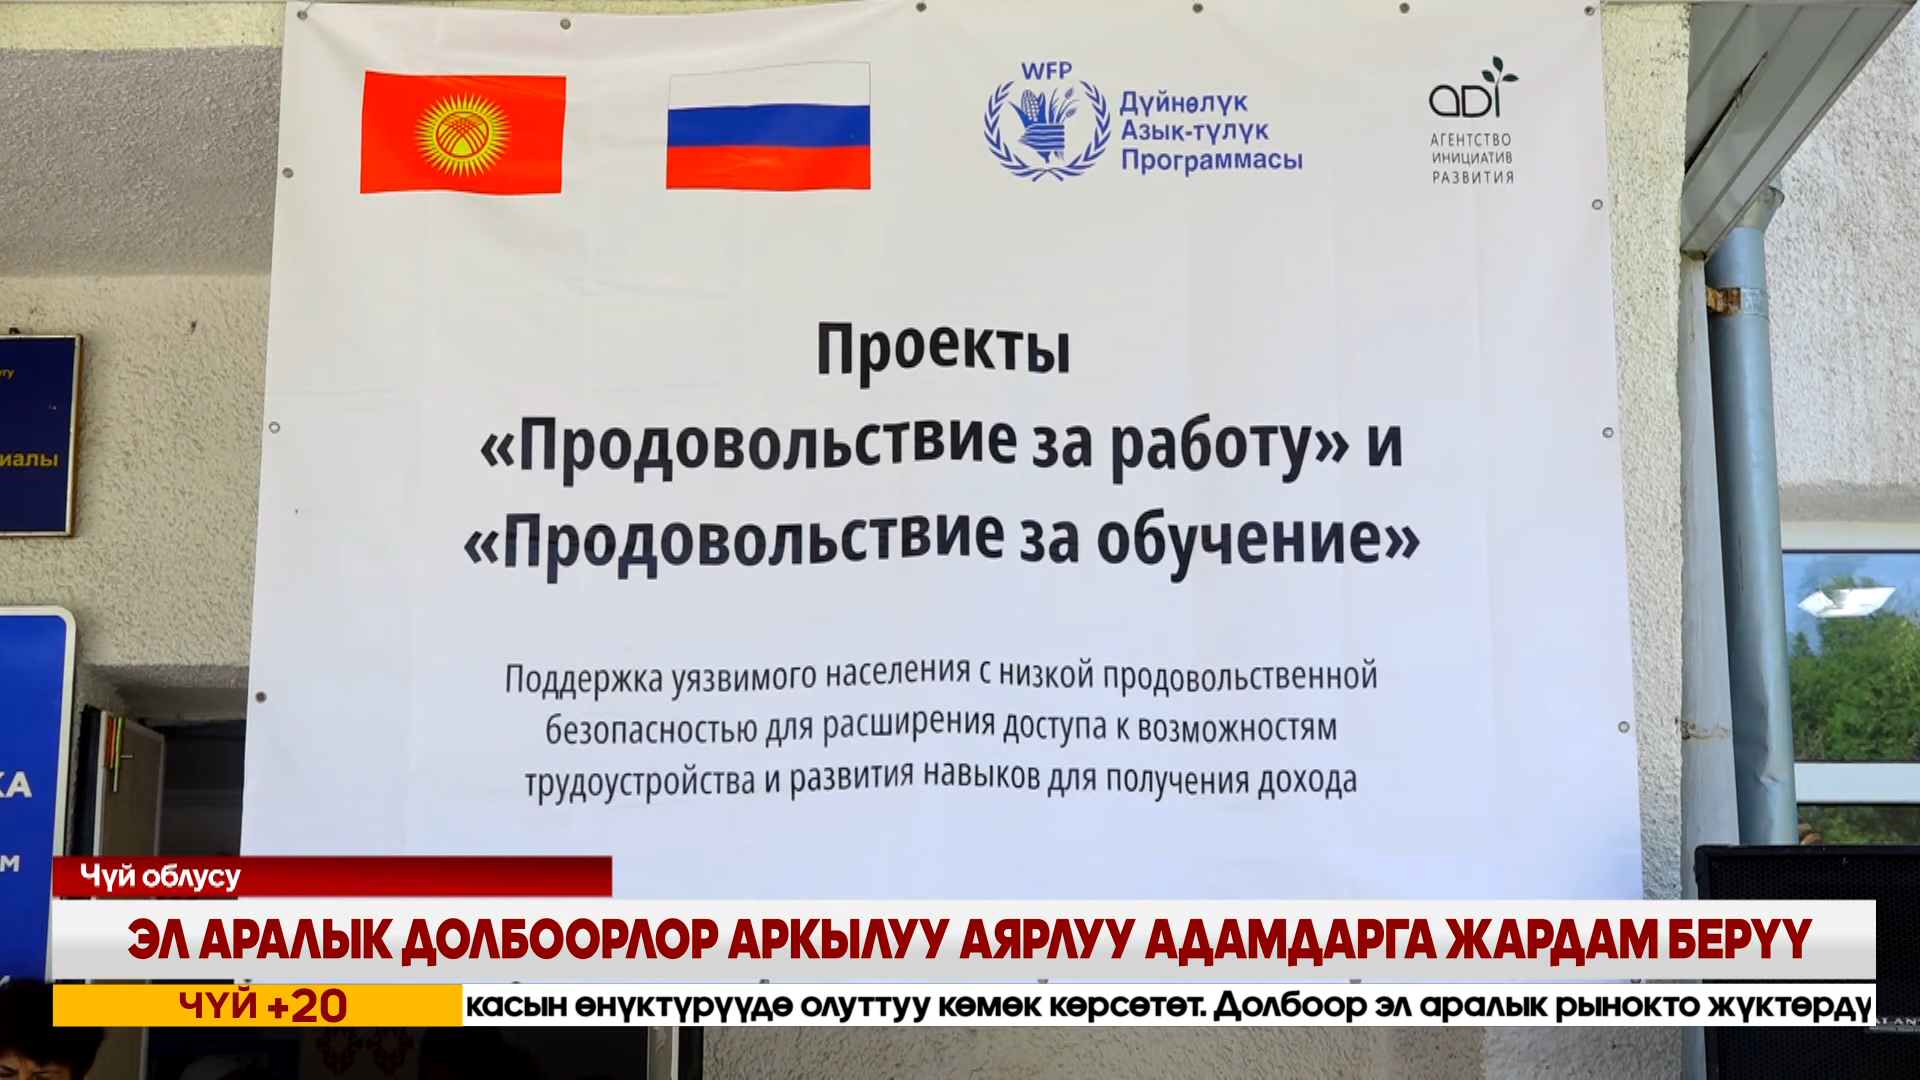 WFP
Дүйнөлүк
Азык-түлүк
Программасы
ADI
АГЕНТСТВО
ИНИЦИАТИВ
РАЗВИТИЯ
Проекты
«Продовольствие за работу» и
«Продовольствие за обучение»
Поддержка уязвимого населения с низкой продовольственной
безопасностью для расширения доступа к возможностям
трудоустройства и развития навыков для получения дохода
иалы
КА
Чүй облусу
ЭЛ АРАЛЫК ДОЛБООРЛОР АРКЫЛУУ АЯРЛУУ АДАМДАРГА ЖАРДАМ БЕРҮҮ
ЧҮЙ +20
касын өнүктүрүүдө олуттуу көмөк көрсөтөт. Долбоор эл аралык рынокто жүктөрдү